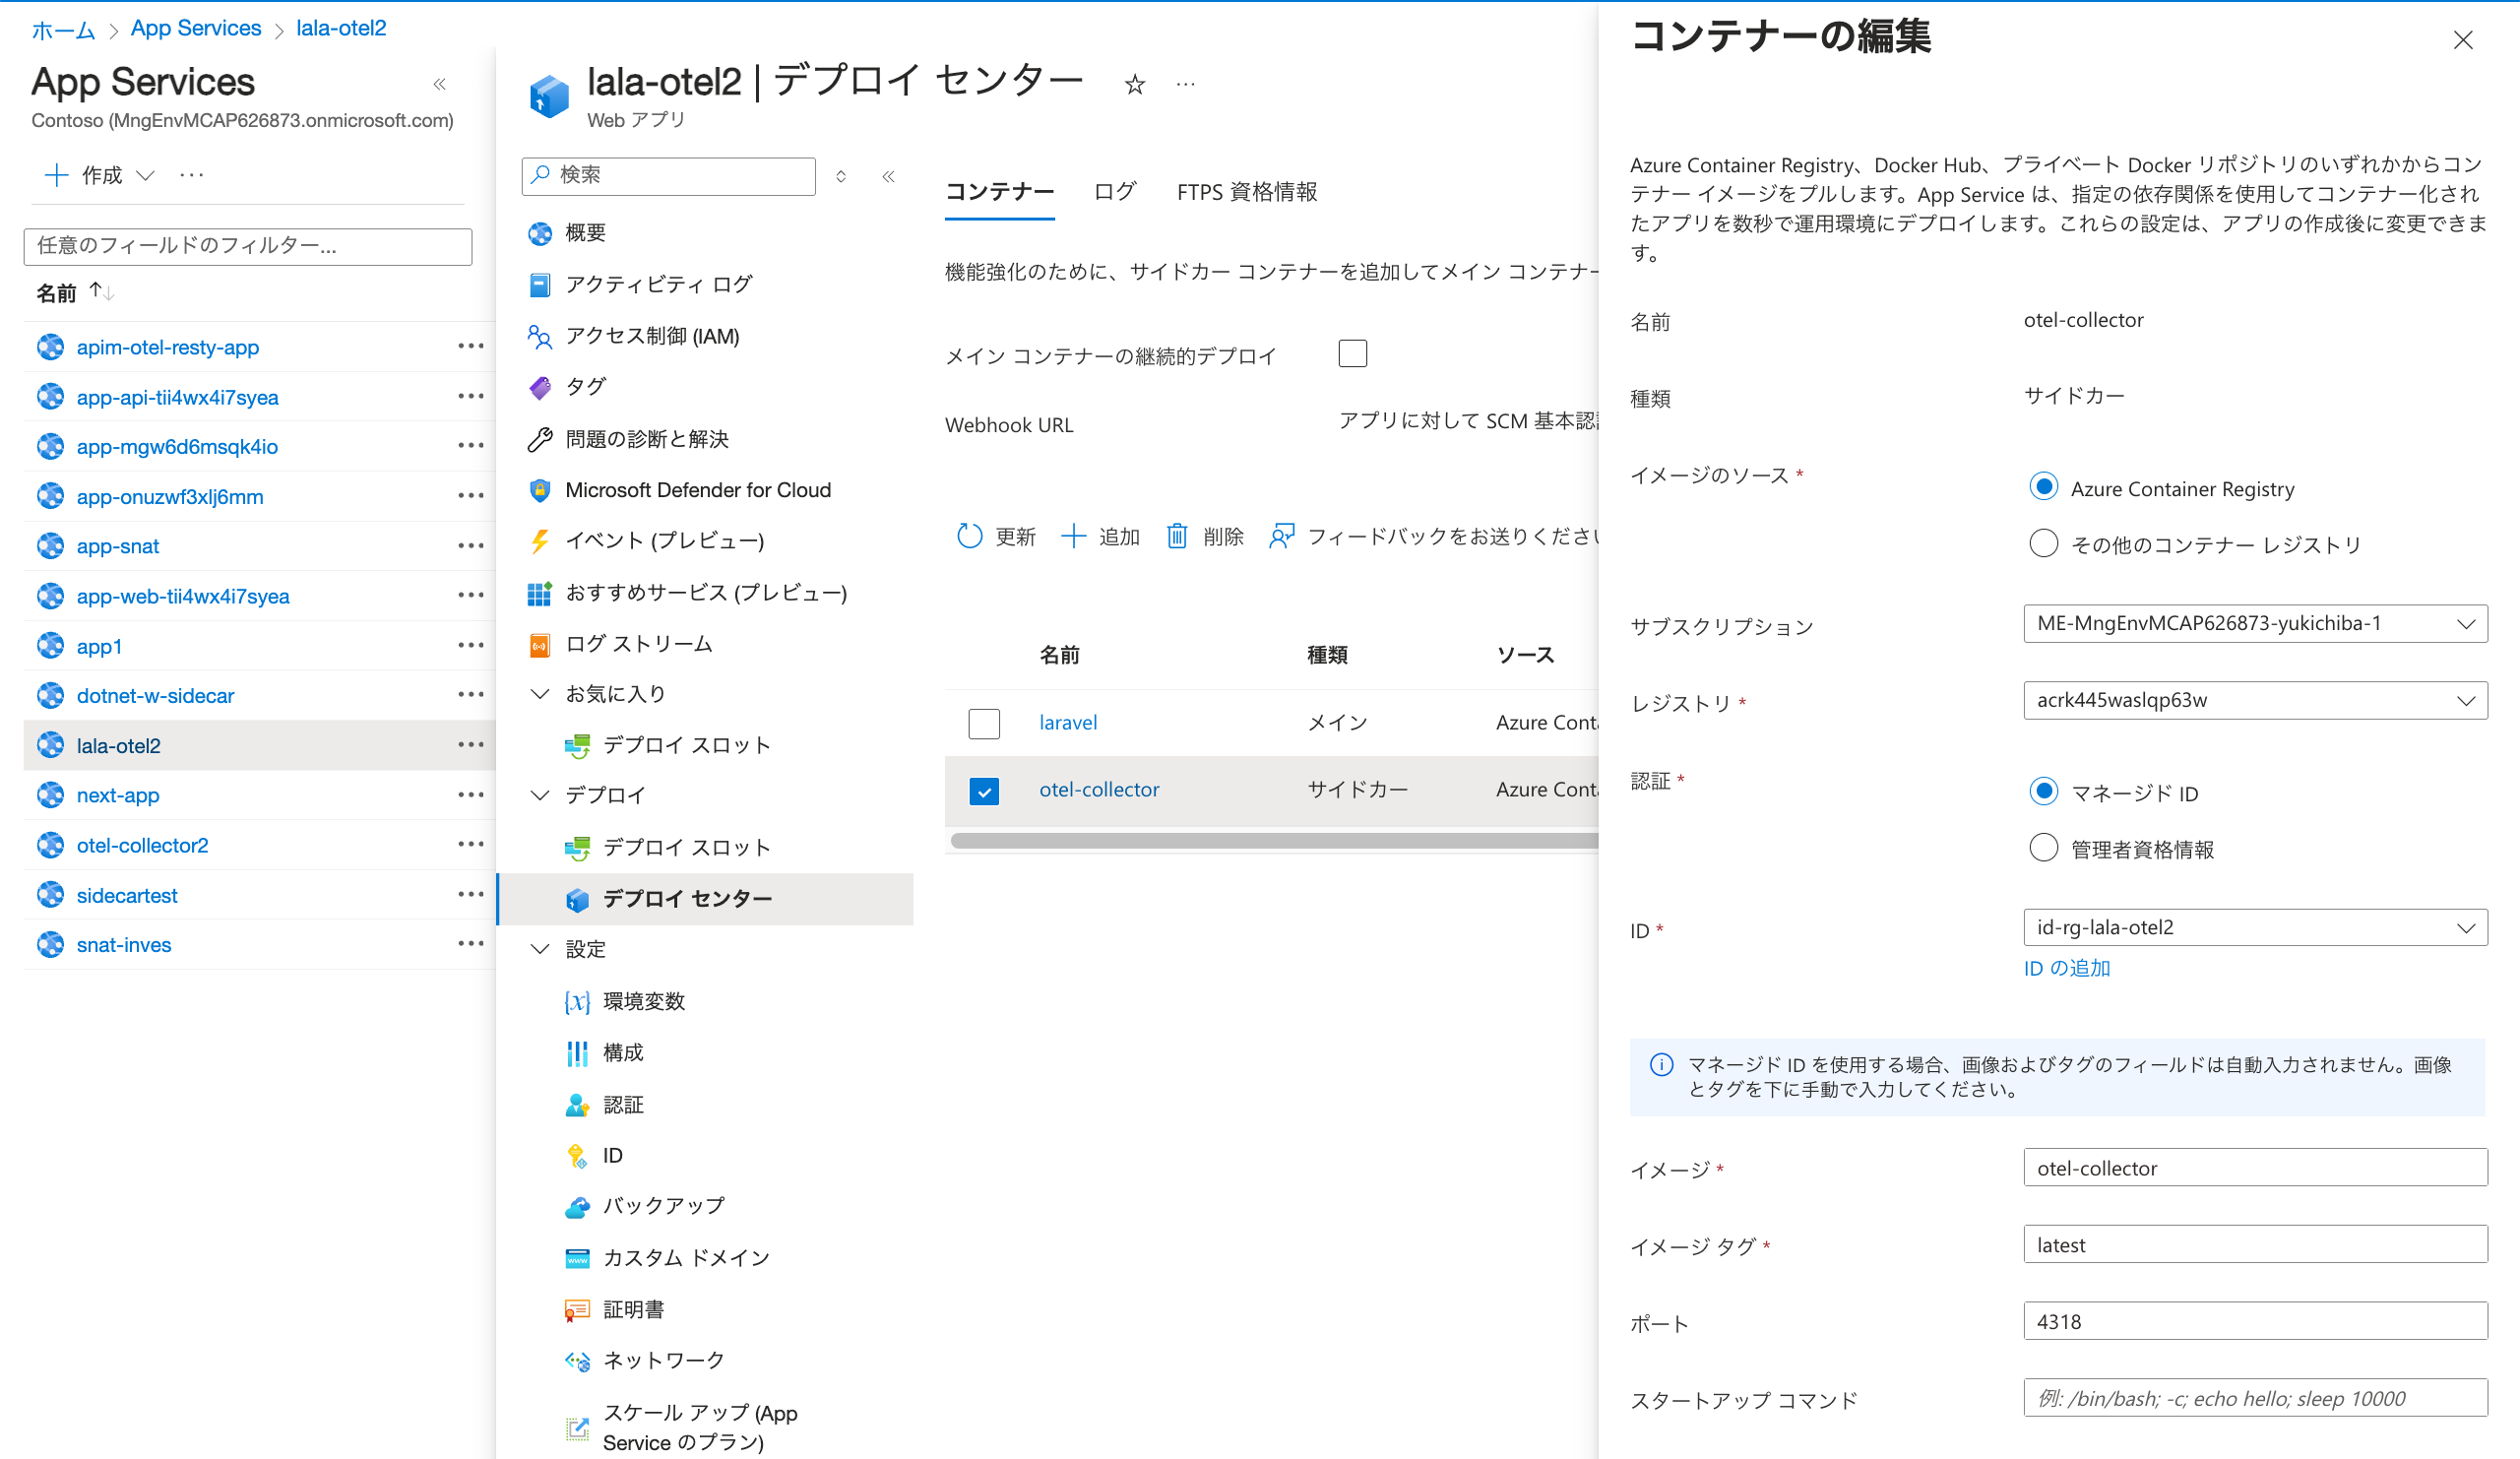 ホーム > App Services > lala-otel2
App Services
Contoso (MngEnvMCAP626873.onmicrosoft.com)
作成
任意のフィールドのフィルター...
名前
apim-otel-resty-app
app-api-tii4wx4i7syea
app-mgw6d6msqk4io
app-onuzwf3xlj6mm
app-snat
app-web-tii4wx4i7syea
app1
dotnet-w-sidecar
lala-otel2
next-app
otel-collector2
sidecartest
snat-inves
lala-otel2 | デプロイ センター
Web アプリ
検索
概要
アクティビティ ログ
アクセス制御 (IAM)
タグ
問題の診断と解決
Microsoft Defender for Cloud
イベント (プレビュー)
おすすめサービス (プレビュー)
ログ ストリーム
お気に入り
デプロイ スロット
デプロイ
デプロイ スロット
デプロイ センター
設定
環境変数
構成
認証
ID
バックアップ
カスタム ドメイン
証明書
ネットワーク
スケール アップ (App
Service のプラン)
コンテナー ログ FTPS 資格情報
機能強化のために、サイドカー コンテナーを追加してメイン コンテナー
メイン コンテナーの継続的デプロイ
Webhook URL アプリに対して SCM 基本認
更新 追加 削除 フィードバックをお送りくださ
名前 種類 ソース
laravel メイン Azure Cont
otel-collector サイドカー Azure Cont
コンテナーの編集
Azure Container Registry、Docker Hub、プライベート Docker リポジトリのいずれかからコン
テナー イメージをプルします。App Service は、指定の依存関係を使用してコンテナー化され
たアプリを数秒で運用環境にデプロイします。これらの設定は、アプリの作成後に変更できま
す。
名前 otel-collector
種類 サイドカー
イメージのソース * Azure Container Registry
その他のコンテナー レジストリ
サブスクリプション ME-MngEnvMCAP626873-yukichiba-1
レジストリ * acrk445waslqp63w
認証 * マネージド ID
管理者資格情報
ID * id-rg-lala-otel2
ID の追加
マネージド ID を使用する場合、画像およびタグのフィールドは自動入力されません。画像
とタグを下に手動で入力してください。
イメージ * otel-collector
イメージ タグ * latest
ポート 4318
スタートアップ コマンド 例: /bin/bash; -c; echo hello; sleep 10000